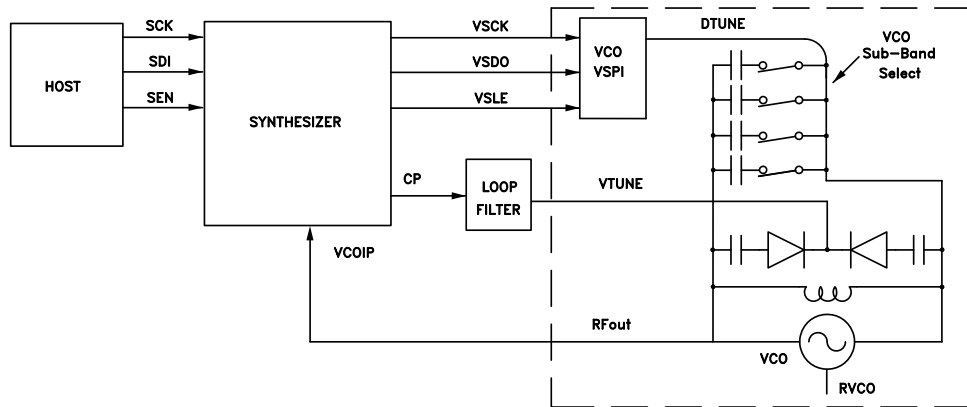 SCK
SDI
SEN
HOST
SYNTHESIZER
VSCK
VSDO
VSLE
VCO
VSPI
DTUNE
VCO
Sub-Band
Select
CP
LOOP
FILTER
VTUNE
VCOIP
RFout
VCO
RVCO